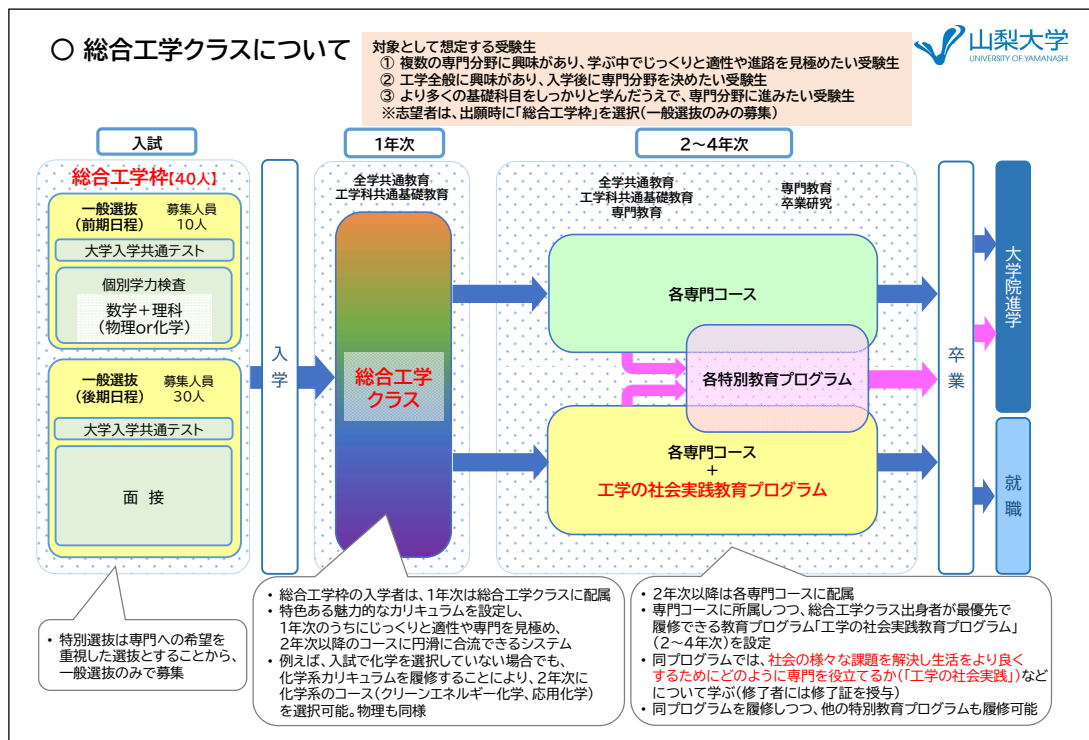 〇 総合工学クラスについて
対象として想定する受験生
① 複数の専門分野に興味があり、学ぶ中でじっくりと適性や進路を見極めたい受験生
② 工学全般に興味があり、入学後に専門分野を決めたい受験生
③ より多くの基礎科目をしっかりと学んだうえで、専門分野に進みたい受験生
※志望者は、出願時に「総合工学枠」を選択(一般選抜のみの募集)
山梨大学
UNIVERSITY OF YAMANASHI
入試
総合工学枠【40人】
一般選抜 募集人員
(前期日程) 10人
大学入学共通テスト
個別学力検査
数学+理科
(物理or化学)
一般選抜 募集人員
(後期日程) 30人
大学入学共通テスト
面 接
入学
1年次
全学共通教育
工学科共通基礎教育
総合工学
クラス
2~4年次
全学共通教育
工学科共通基礎教育
専門教育
専門教育
卒業研究
各専門コース
各特別教育プログラム
各専門コース
+
工学の社会実践教育プログラム
卒業
大学院進学
就職
• 特別選抜は専門への希望を
重視した選抜とすることから、
一般選抜のみで募集
• 総合工学枠の入学者は、1年次は総合工学クラスに配属
• 特色ある魅力的なカリキュラムを設定し、
1年次のうちにじっくりと適性や専門を見極め、
2年次以降のコースに円滑に合流できるシステム
• 例えば、入試で化学を選択していない場合でも、
化学系カリキュラムを履修することにより、2年次に
化学系のコース(クリーンエネルギー化学、応用化学)
を選択可能。物理も同様
• 2年次以降は各専門コースに配属
• 専門コースに所属しつつ、総合工学クラス出身者が最優先で
履修できる教育プログラム「工学の社会実践教育プログラム」
(2~4年次)を設定
• 同プログラムでは、社会の様々な課題を解決し生活をより良く
するためにどのように専門を役立てるか(「工学の社会実践」)など
について学ぶ(修了者には修了証を授与)
• 同プログラムを履修しつつ、他の特別教育プログラムも履修可能